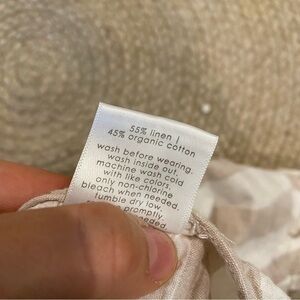 55% linen |
45% organic cotton
wash before wearing.
wash inside out.
machine wash cold
with like colors.
only non-chlorine
bleach when needed.
tumble dry low.
promptly.
needed